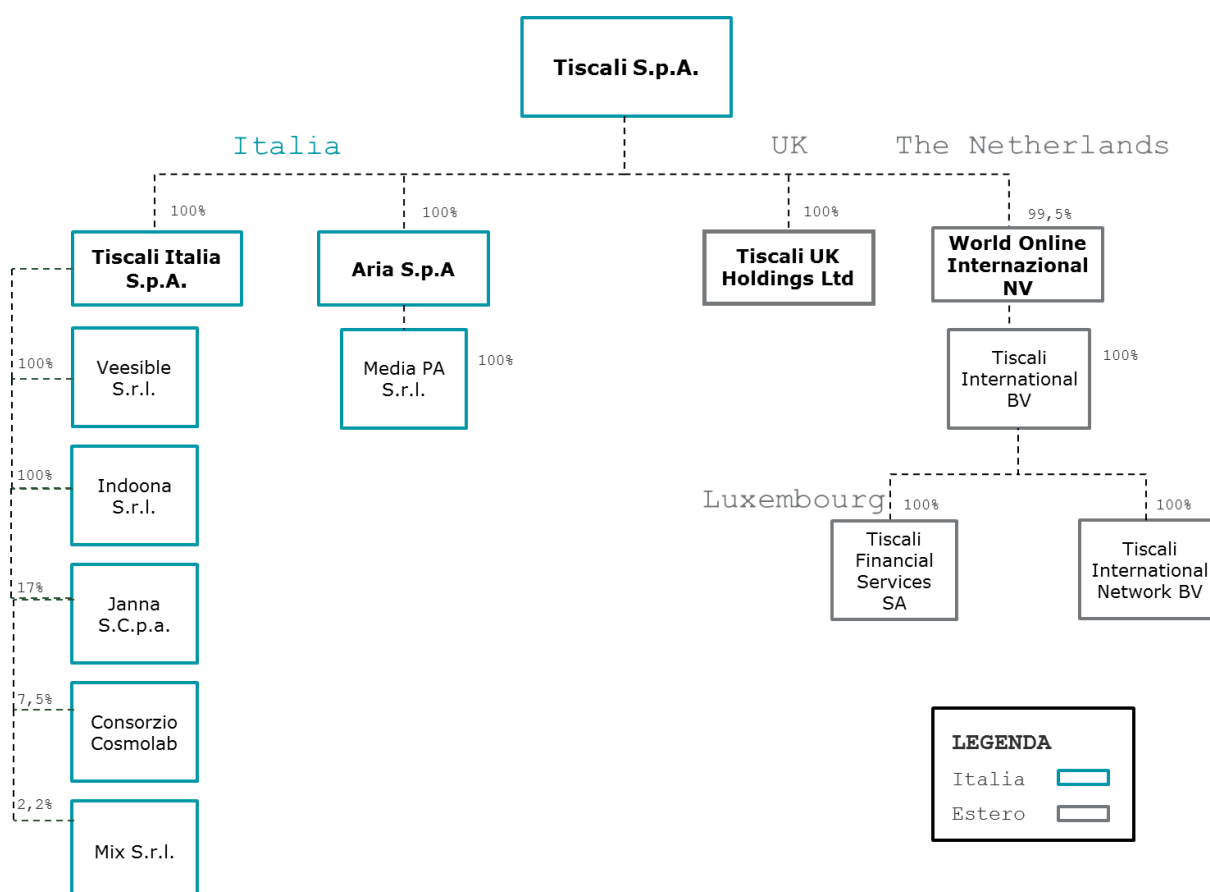 Tiscali S.p.A.
Italia
UK
The Netherlands
100%
100%
100%
99,5%
Tiscali Italia
S.p.A.
Aria S.p.A
Tiscali UK
Holdings Ltd
World Online
Internazional
NV
100%
Veesible
S.r.l.
Media PA
S.r.l.
100%
Tiscali
International
BV
100%
100%
Indoona
S.r.l.
Luxembourg
100%
100%
Tiscali
Financial
Services
SA
Tiscali
International
Network BV
17%
Janna
S.C.p.a.
7,5%
Consorzio
Cosmolab
2,2%
Mix S.r.l.
LEGENDA
Italia
Estero